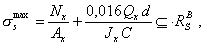 σ_s^max = N_x / A_x + 0,016 Q_x d / J_x C ⊆ · R_S^B ,